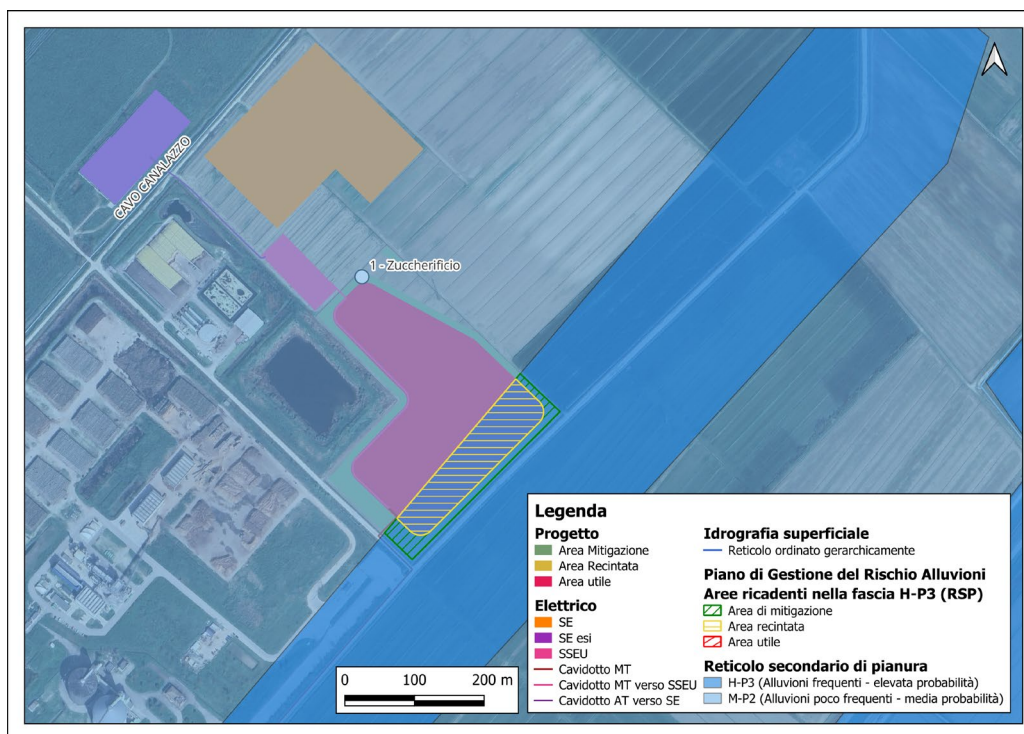 CAVO CANALAZZO
1 - Zuccherificio
Legenda
Progetto
Area Mitigazione
Area Recintata
Area utile
Elettrico
SE
SE esi
SSEU
Cavidotto MT
Cavidotto MT verso SSEU
Cavidotto AT verso SE
Idrografia superficiale
Reticolo ordinato gerarchicamente
Piano di Gestione del Rischio Alluvioni
Aree ricadenti nella fascia H-P3 (RSP)
Area di mitigazione
Area recintata
Area utile
Reticolo secondario di pianura
H-P3 (Alluvioni frequenti - elevata probabilità)
M-P2 (Alluvioni poco frequenti - media probabilità)
0 100 200 m